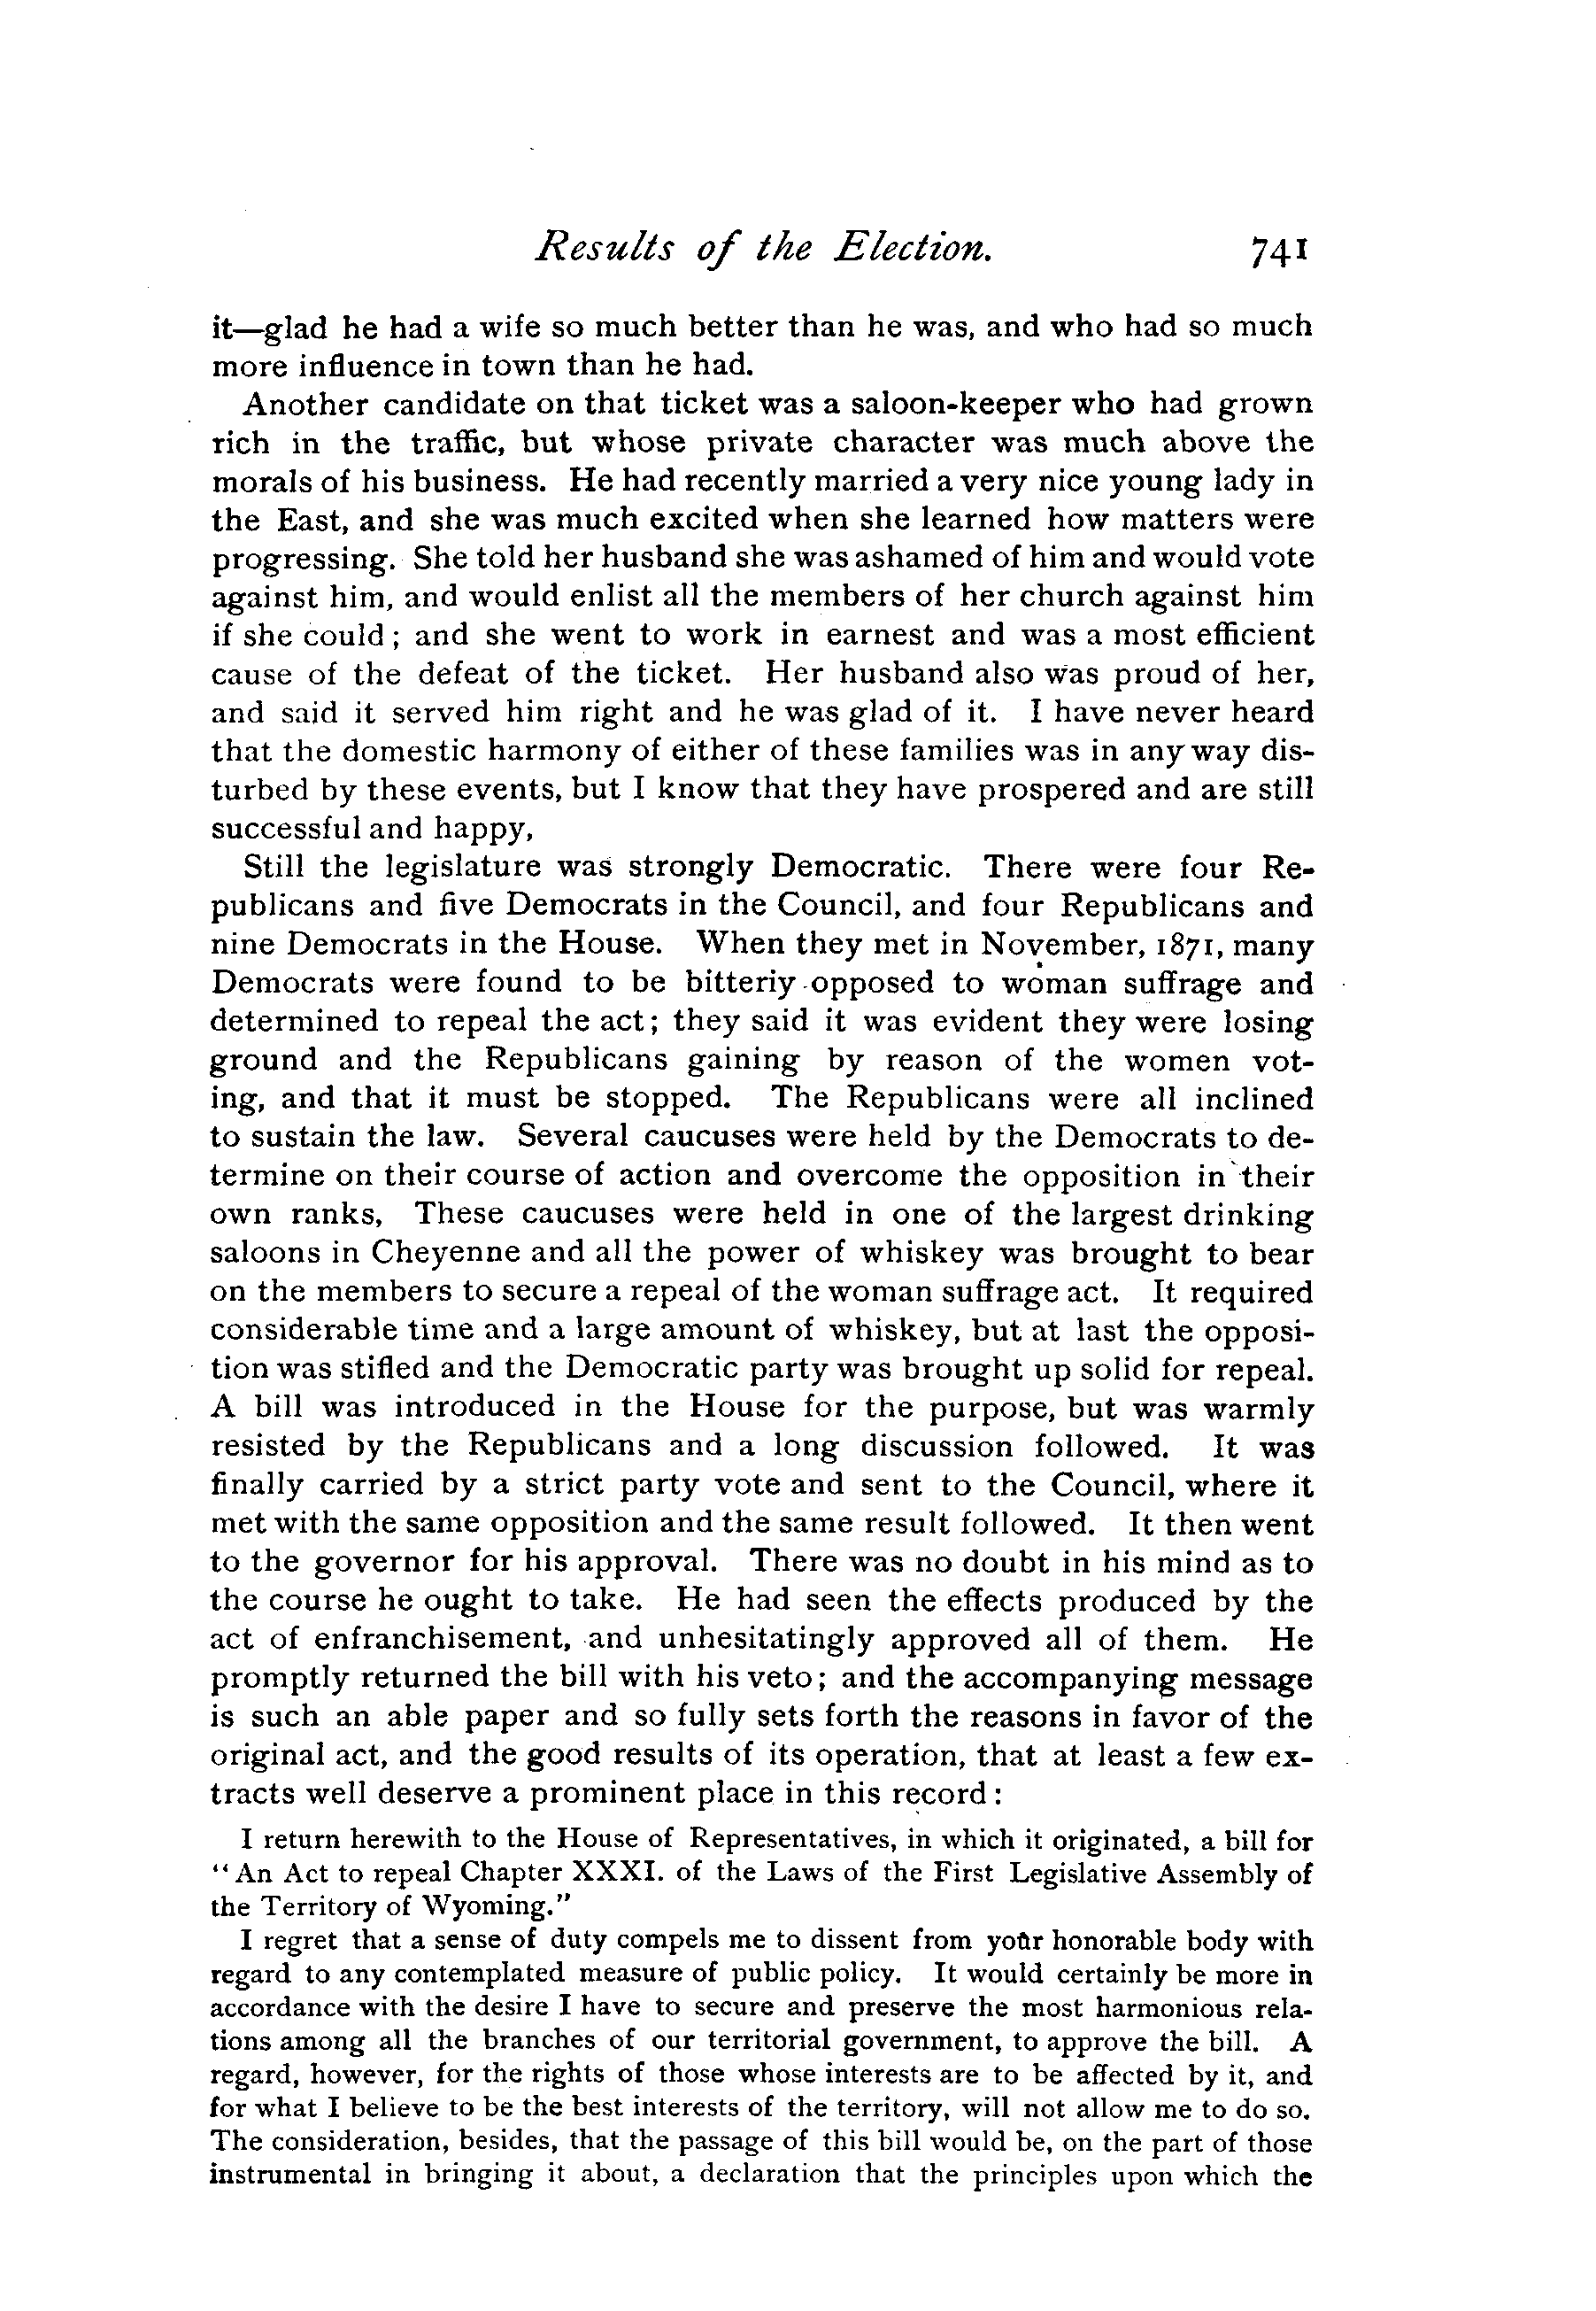 Results of the Election. 741
it—glad he had a wife so much better than he was, and who had so much
more influence in town than he had.
Another candidate on that ticket was a saloon-keeper who had grown
rich in the traffic, but whose private character was much above the
morals of his business. He had recently married a very nice young lady in
the East, and she was much excited when she learned how matters were
progressing. She told her husband she was ashamed of him and would vote
against him, and would enlist all the members of her church against him
if she could; and she went to work in earnest and was a most efficient
cause of the defeat of the ticket. Her husband also was proud of her,
and said it served him right and he was glad of it. I have never heard
that the domestic harmony of either of these families was in any way dis-
turbed by these events, but I know that they have prospered and are still
successful and happy,
Still the legislature was strongly Democratic. There were four Re-
publicans and five Democrats in the Council, and four Republicans and
nine Democrats in the House. When they met in November, 1871, many
Democrats were found to be bitteriy opposed to woman suffrage and
determined to repeal the act; they said it was evident they were losing
ground and the Republicans gaining by reason of the women vot-
ing, and that it must be stopped. The Republicans were all inclined
to sustain the law. Several caucuses were held by the Democrats to de-
termine on their course of action and overcome the opposition in their
own ranks, These caucuses were held in one of the largest drinking
saloons in Cheyenne and all the power of whiskey was brought to bear
on the members to secure a repeal of the woman suffrage act. It required
considerable time and a large amount of whiskey, but at last the opposi-
tion was stifled and the Democratic party was brought up solid for repeal.
A bill was introduced in the House for the purpose, but was warmly
resisted by the Republicans and a long discussion followed. It was
finally carried by a strict party vote and sent to the Council, where it
met with the same opposition and the same result followed. It then went
to the governor for his approval. There was no doubt in his mind as to
the course he ought to take. He had seen the effects produced by the
act of enfranchisement, and unhesitatingly approved all of them. He
promptly returned the bill with his veto; and the accompanying message
is such an able paper and so fully sets forth the reasons in favor of the
original act, and the good results of its operation, that at least a few ex-
tracts well deserve a prominent place in this record:
I return herewith to the House of Representatives, in which it originated, a bill for
"An Act to repeal Chapter XXXI. of the Laws of the First Legislative Assembly of
the Territory of Wyoming."
I regret that a sense of duty compels me to dissent from your honorable body with
regard to any contemplated measure of public policy. It would certainly be more in
accordance with the desire I have to secure and preserve the most harmonious rela-
tions among all the branches of our territorial government, to approve the bill. A
regard, however, for the rights of those whose interests are to be affected by it, and
for what I believe to be the best interests of the territory, will not allow me to do so.
The consideration, besides, that the passage of this bill would be, on the part of those
instrumental in bringing it about, a declaration that the principles upon which the